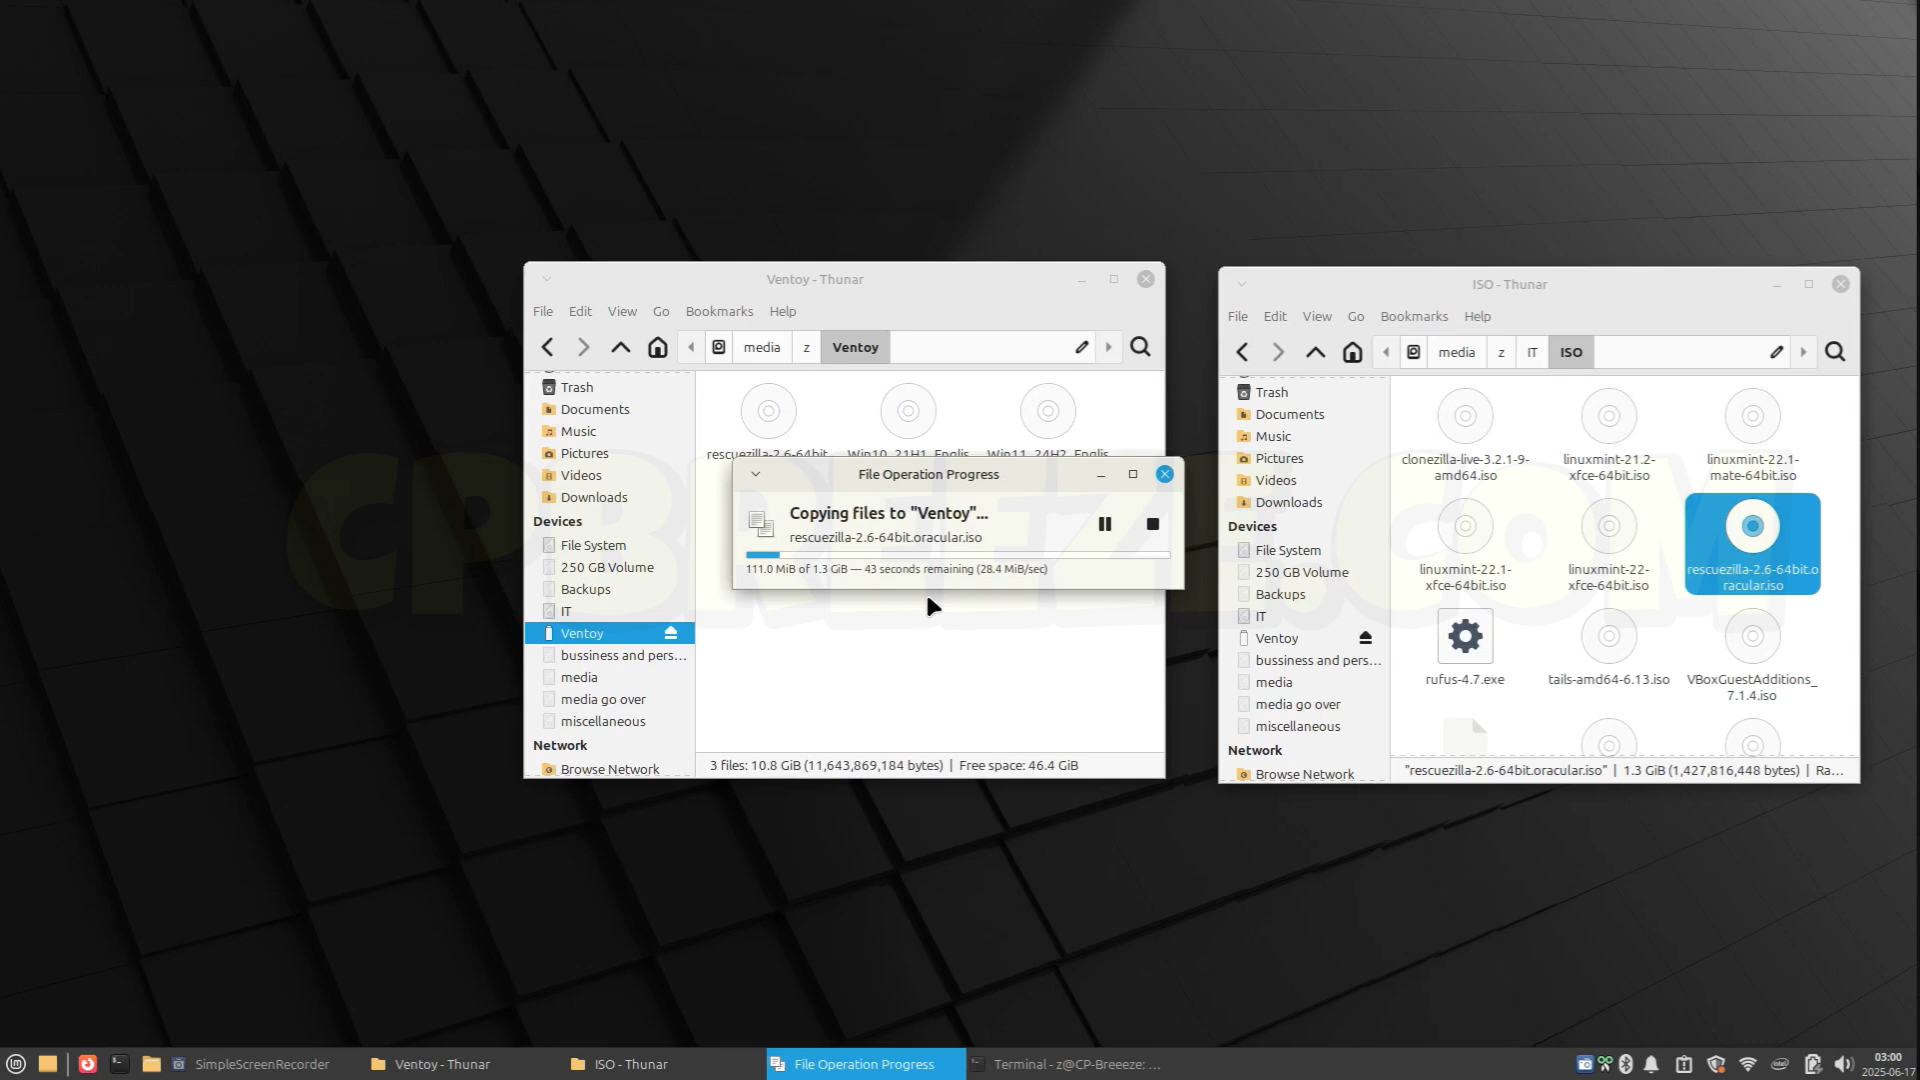 Ventoy - Thunar
File Edit View Go Bookmarks Help
media z Ventoy
Trash
Documents
Music
Pictures
Videos
Downloads
Devices
File System
250 GB Volume
Backups
IT
Ventoy
bussiness and pers...
media
media go over
miscellaneous
Network
Browse Network
rescuezilla-2.6-64bit
Win10_21H1_Englis
Win11_24H2_Englis
3 files: 10.8 GiB (11,643,869,184 bytes) | Free space: 46.4 GiB
File Operation Progress
Copying files to "Ventoy"...
rescuezilla-2.6-64bit.oracular.iso
111.0 MiB of 1.3 GiB — 43 seconds remaining (28.4 MiB/sec)
ISO - Thunar
File Edit View Go Bookmarks Help
media z IT ISO
Trash
Documents
Music
Pictures
Videos
Downloads
Devices
File System
250 GB Volume
Backups
IT
Ventoy
bussiness and pers...
media
media go over
miscellaneous
Network
Browse Network
clonezilla-live-3.2.1-9-
amd64.iso
linuxmint-21.2-
xfce-64bit.iso
linuxmint-22.1-
mate-64bit.iso
linuxmint-22.1-
xfce-64bit.iso
linuxmint-22-
xfce-64bit.iso
rescuezilla-2.6-64bit.o
racular.iso
rufus-4.7.exe
tails-amd64-6.13.iso
VBoxGuestAdditions_
7.1.4.iso
"rescuezilla-2.6-64bit.oracular.iso" | 1.3 GiB (1,427,816,448 bytes) | Ra...
CPBREEZE.COM
SimpleScreenRecorder
Ventoy - Thunar
ISO - Thunar
File Operation Progress
Terminal - z@CP-Breeeze: ...
03:00
2025-06-17